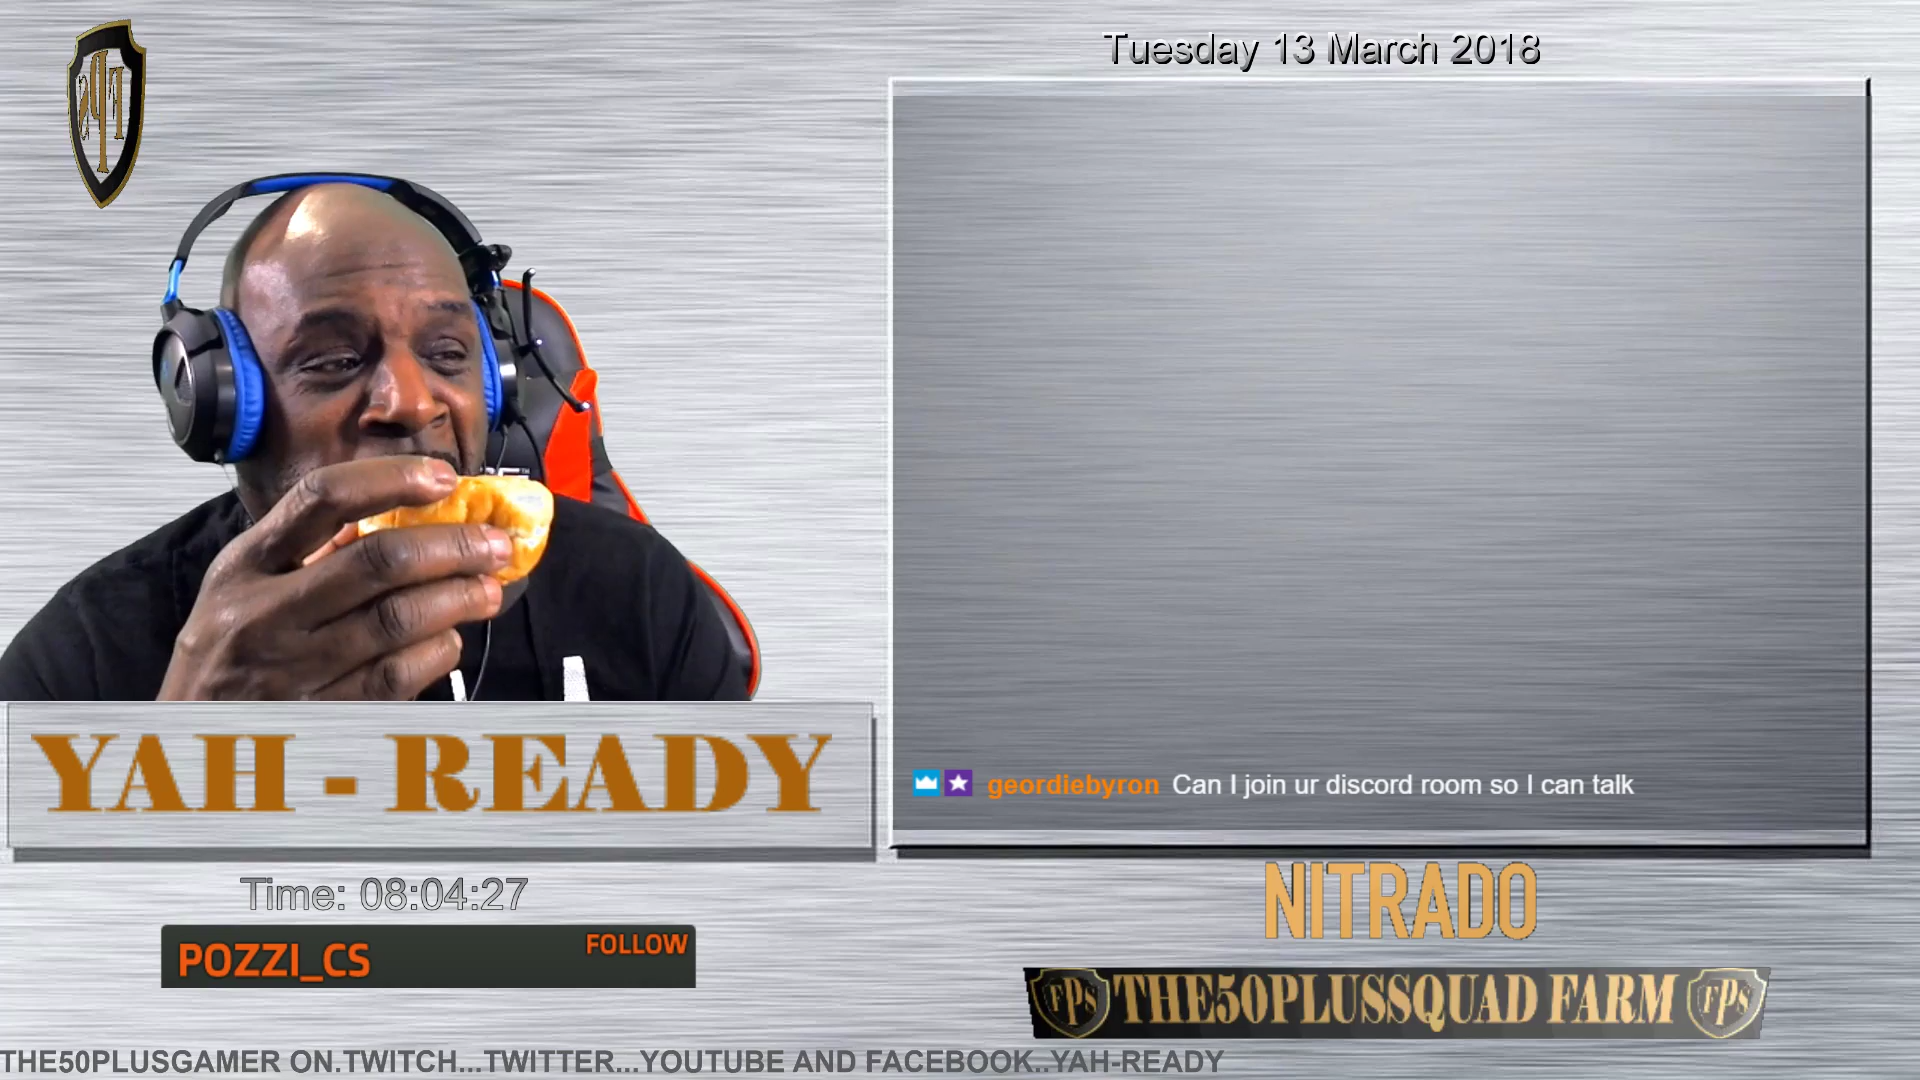 Tuesday 13 March 2018
geordiebyron Can I join ur discord room so I can talk
YAH - READY
Time: 08:04:27
POZZI_CS
FOLLOW
NITRADO
FPS THE50PLUSSQUAD FARM FPS
THE50PLUSGAMER ON.TWITCH...TWITTER...YOUTUBE AND FACEBOOK..YAH-READY